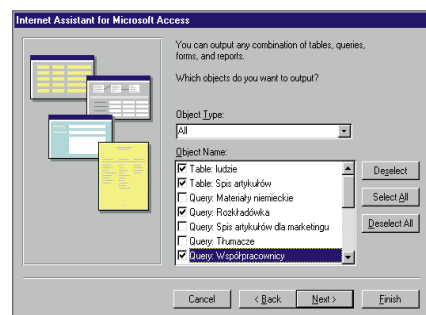 Internet Assistant for Microsoft Access
You can output any combination of tables, queries,
forms, and reports.
Which objects do you want to output?
Object Type:
All
Object Name:
Table: ludzie
Table: Spis artykułów
Query: Materiały niemieckie
Query: Rozkładówka
Query: Spis artykułów dla marketingu
Query: Tłumacze
Query: Współpracownicy
Deselect
Select All
Deselect All
Cancel
< Back
Next >
Finish